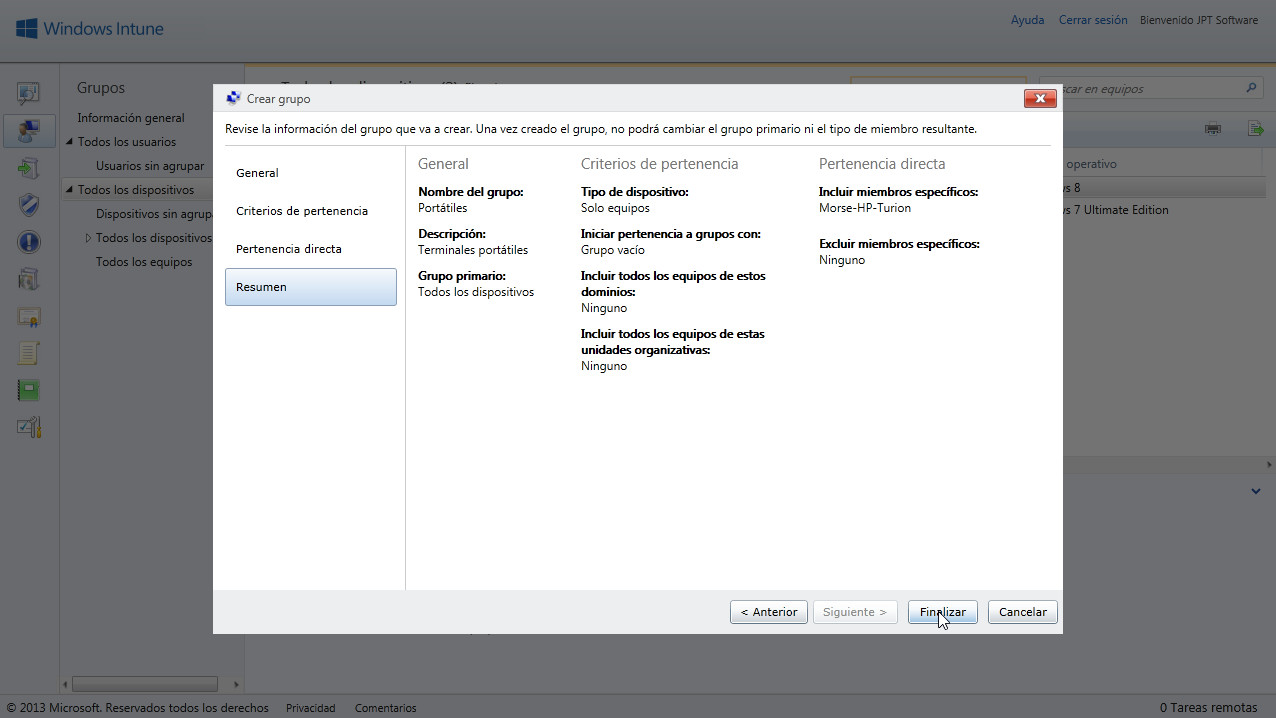 Windows Intune
Ayuda
Cerrar sesión
Bienvenido JPT Software
Grupos
Información general
Todos los usuarios
Usuarios sin agrupar
Todos los dispositivos
Dispositivos sin agrupa
Todos los dispositivos
Todos los equipos
car en equipos
operativo
s 8
s 7 Ultimate Edition
Crear grupo
Revise la información del grupo que va a crear. Una vez creado el grupo, no podrá cambiar el grupo primario ni el tipo de miembro resultante.
General
Criterios de pertenencia
Pertenencia directa
Resumen
General
Nombre del grupo:
Portátiles
Descripción:
Terminales portátiles
Grupo primario:
Todos los dispositivos
Criterios de pertenencia
Tipo de dispositivo:
Solo equipos
Iniciar pertenencia a grupos con:
Grupo vacío
Incluir todos los equipos de estos
dominios:
Ninguno
Incluir todos los equipos de estas
unidades organizativas:
Ninguno
Pertenencia directa
Incluir miembros específicos:
Morse-HP-Turion
Excluir miembros específicos:
Ninguno
< Anterior
Siguiente >
Finalizar
Cancelar
© 2013 Microsoft. Reservados todos los derechos
Privacidad
Comentarios
0 Tareas remotas